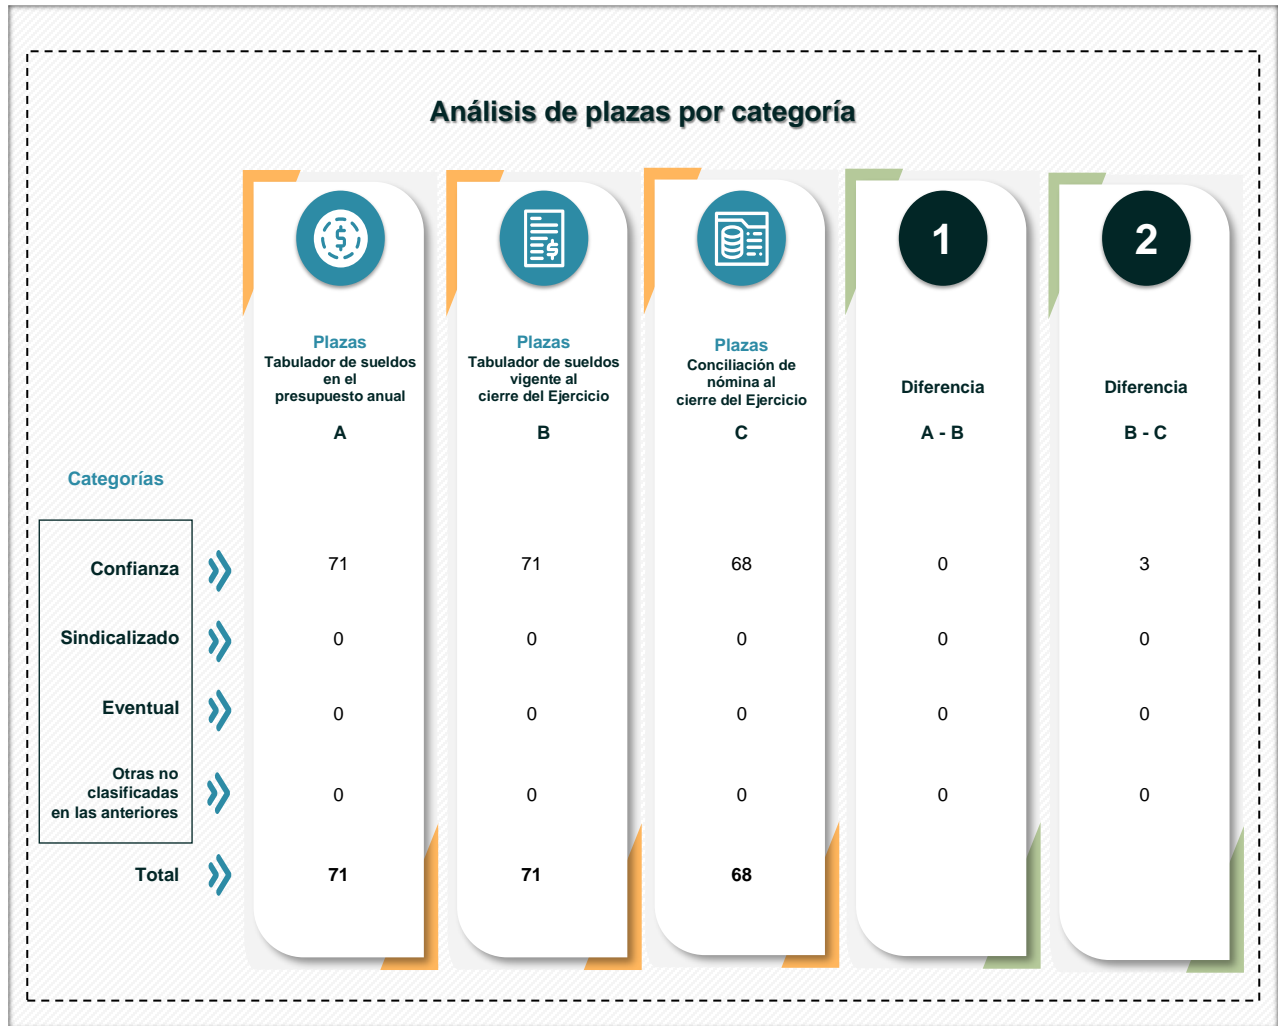 Análisis de plazas por categoría
1
2
Plazas
Tabulador de sueldos
en el
presupuesto anual
A
Plazas
Tabulador de sueldos
vigente al
cierre del Ejercicio
B
Plazas
Conciliación de
nómina al
cierre del Ejercicio
C
Diferencia
A - B
Diferencia
B - C
Categorías
Confianza 71 71 68 0 3
Sindicalizado 0 0 0 0 0
Eventual 0 0 0 0 0
Otras no
clasificadas
en las anteriores 0 0 0 0 0
Total 71 71 68